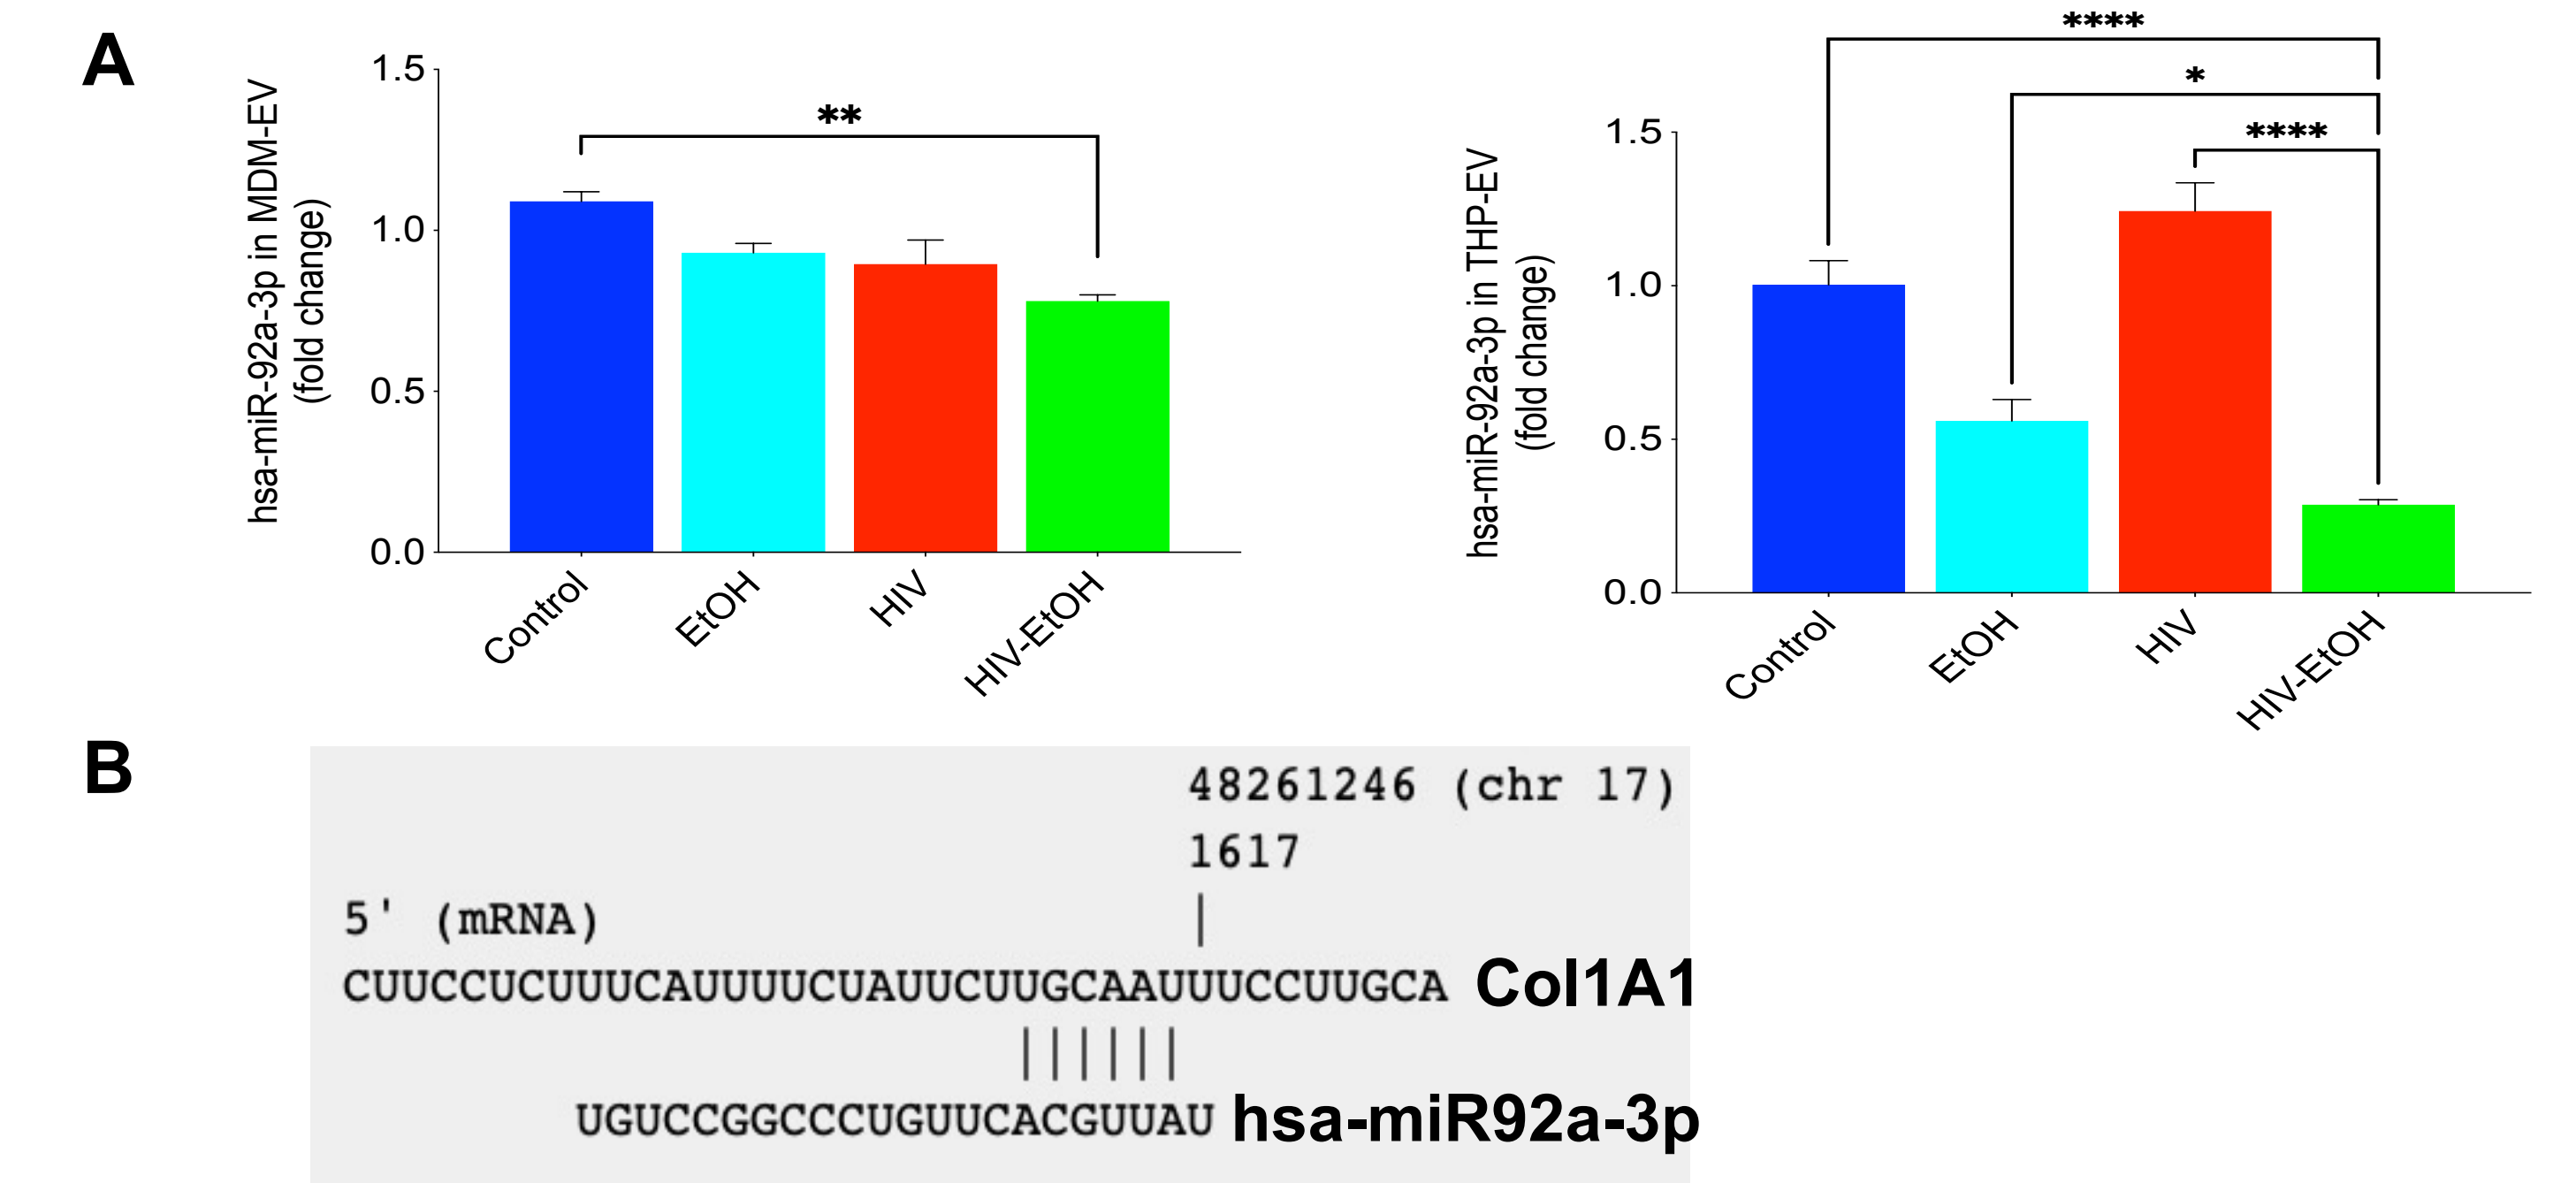 A
hsa-miR-92a-3p in MDM-EV
(fold change)
1.5
1.0
0.5
0.0
**
Control
EtOH
HIV
HIV-EtOH
hsa-miR-92a-3p in THP-EV
(fold change)
1.5
1.0
0.5
0.0
****
*
****
Control
EtOH
HIV
HIV-EtOH
B
48261246 (chr 17)
1617
|
5' (mRNA)
CUUCCUCUUUCAUUUUCUAUUCUUGCAAUUUCCUUGCA Col1A1
||||||
UGUCCGGCCCUGUUCACGUUAU hsa-miR92a-3p